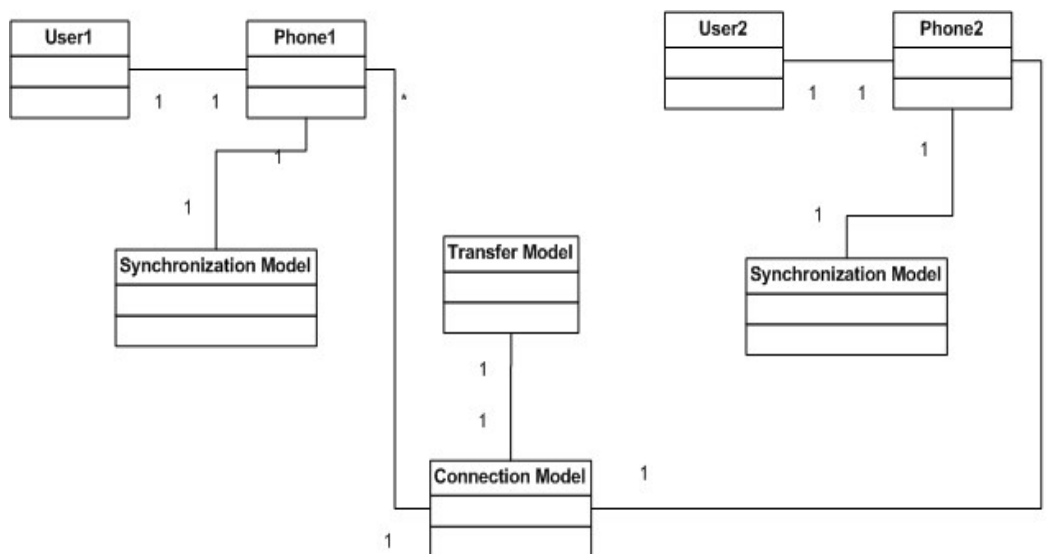 User1
Phone1
User2
Phone2
1 1
*
1 1
1
1
1
1
Synchronization Model
Transfer Model
Synchronization Model
1
1
Connection Model
1
1